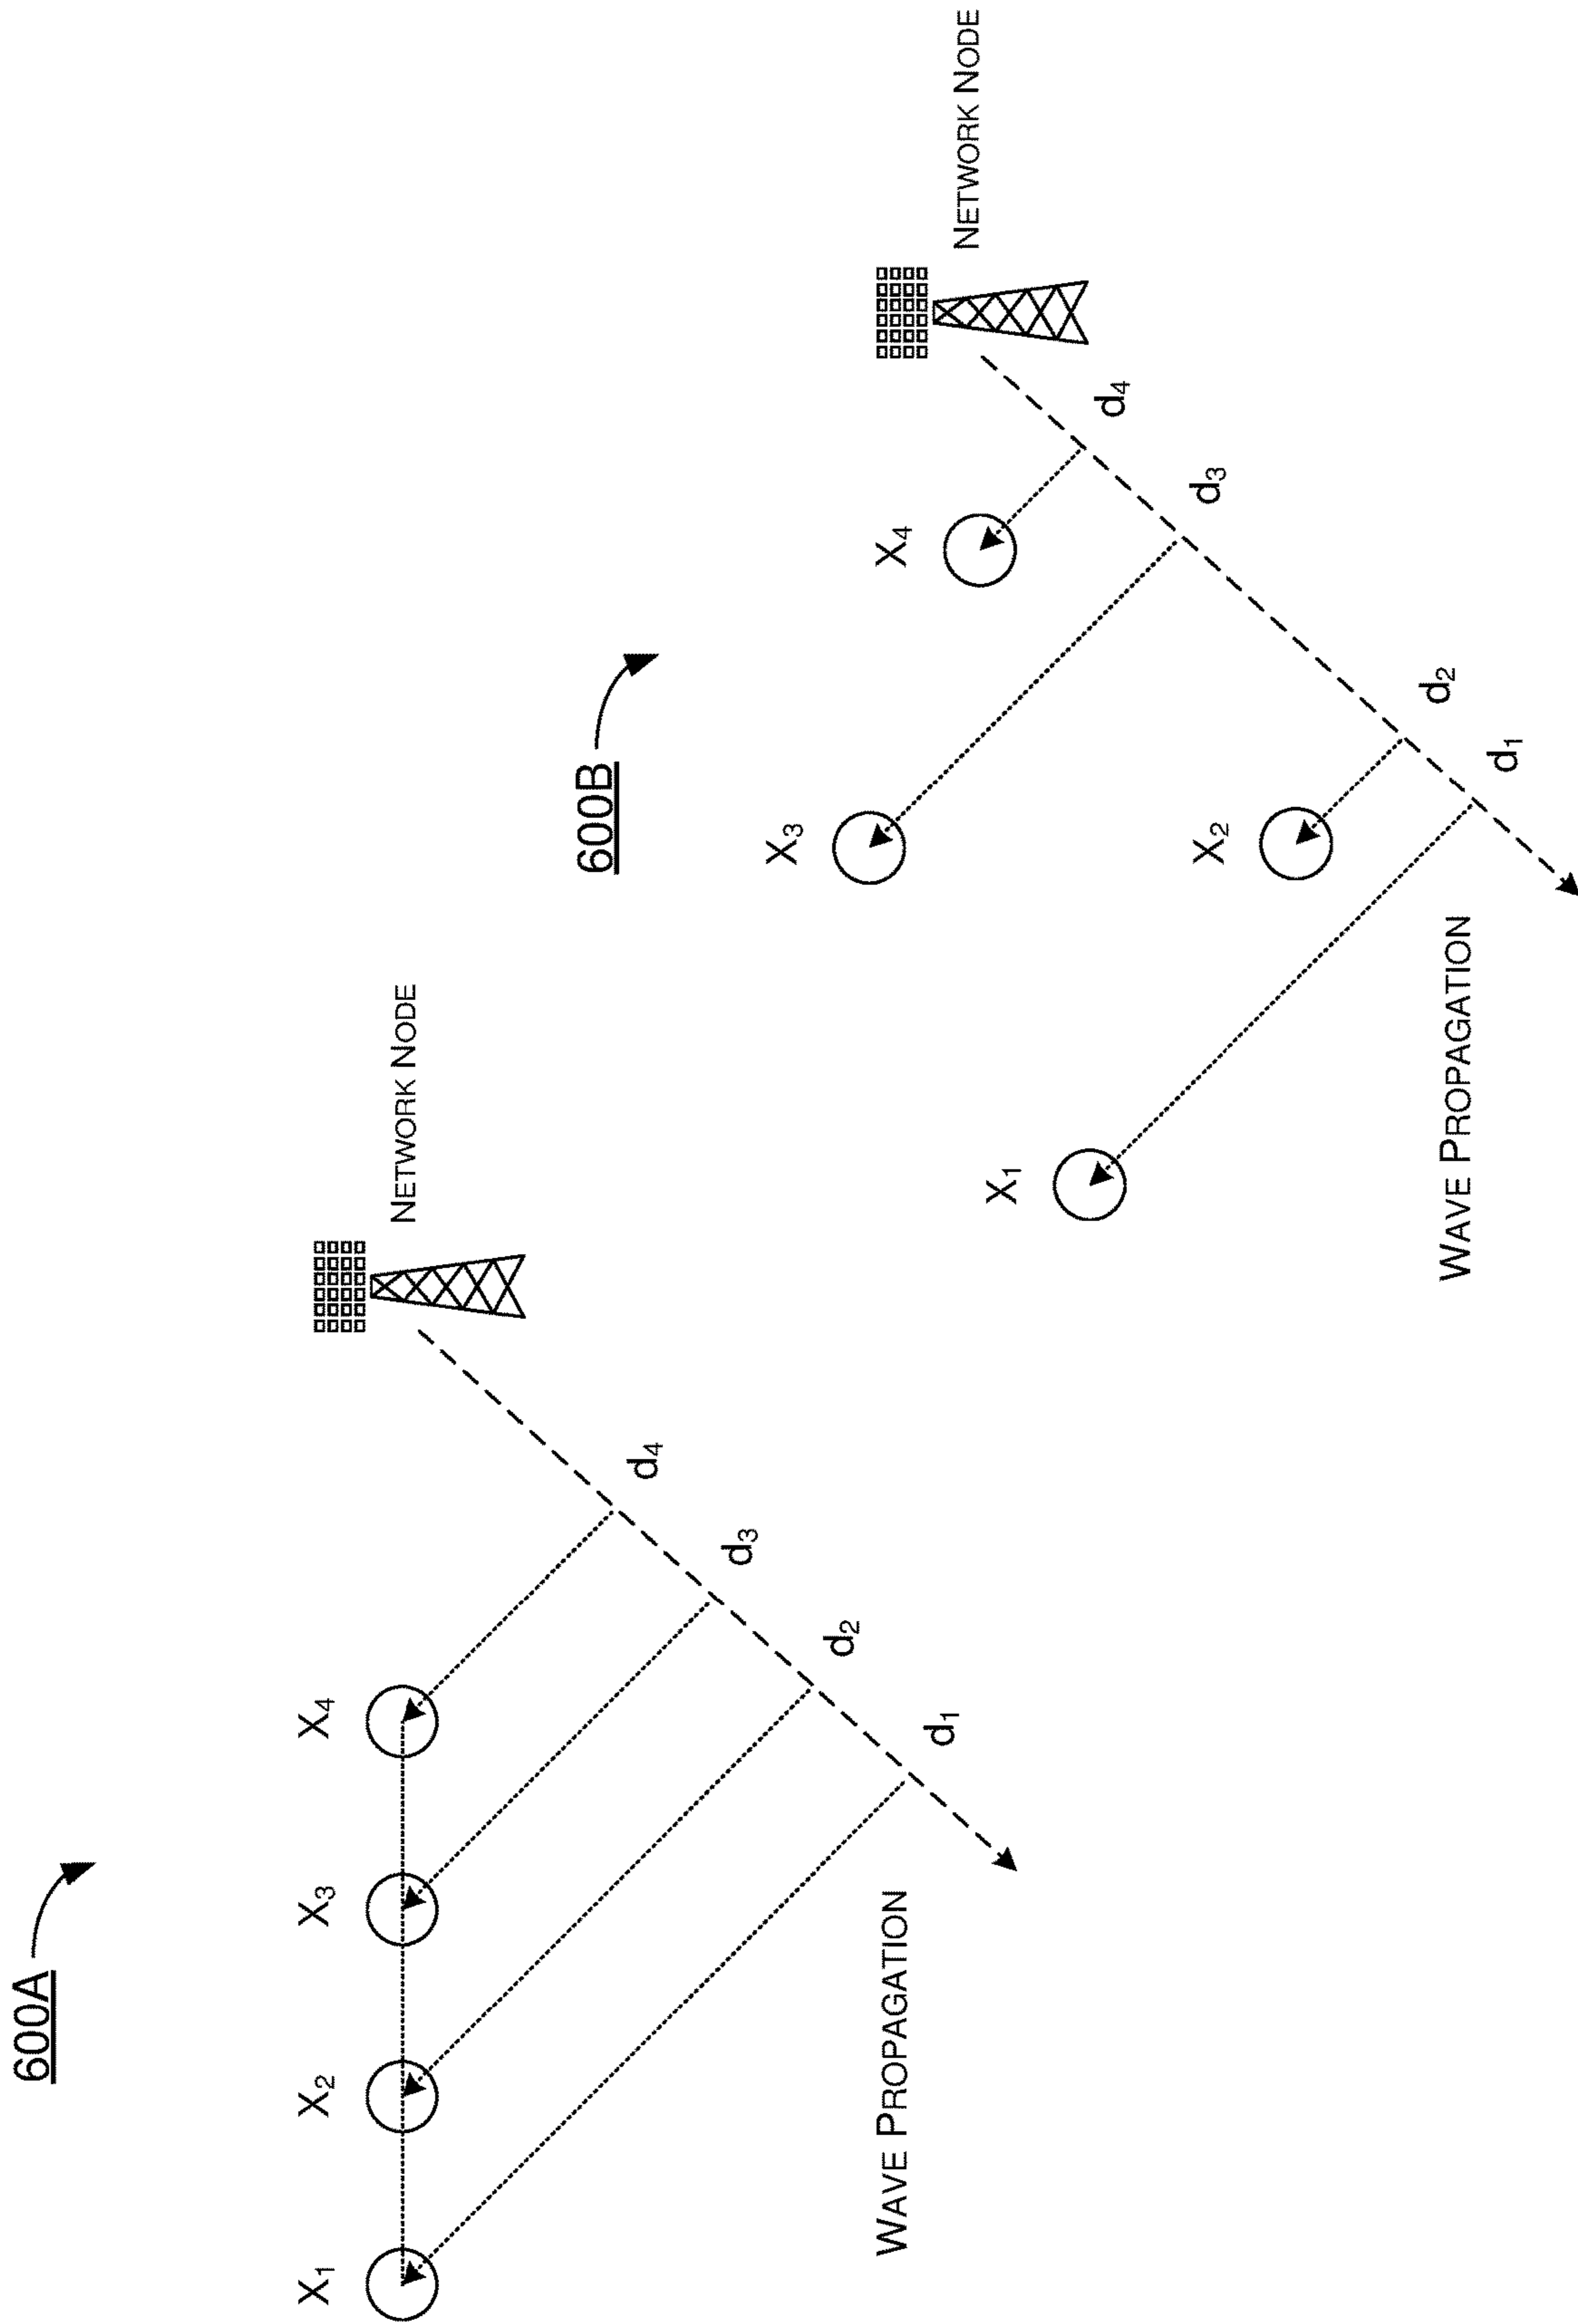 600A
X₁
X₂
X₃
X₄
NETWORK NODE
d₄
d₃
d₂
d₁
WAVE PROPAGATION
600B
X₃
X₄
NETWORK NODE
X₁
X₂
d₄
d₃
d₂
d₁
WAVE PROPAGATION